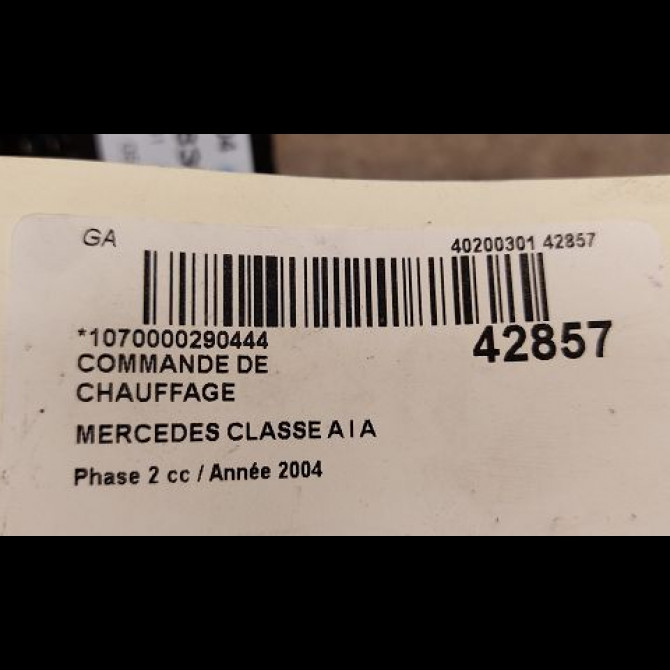 GA
40200301 42857
*1070000290444
42857
COMMANDE DE
CHAUFFAGE
MERCEDES CLASSE A I A
Phase 2 cc / Année 2004